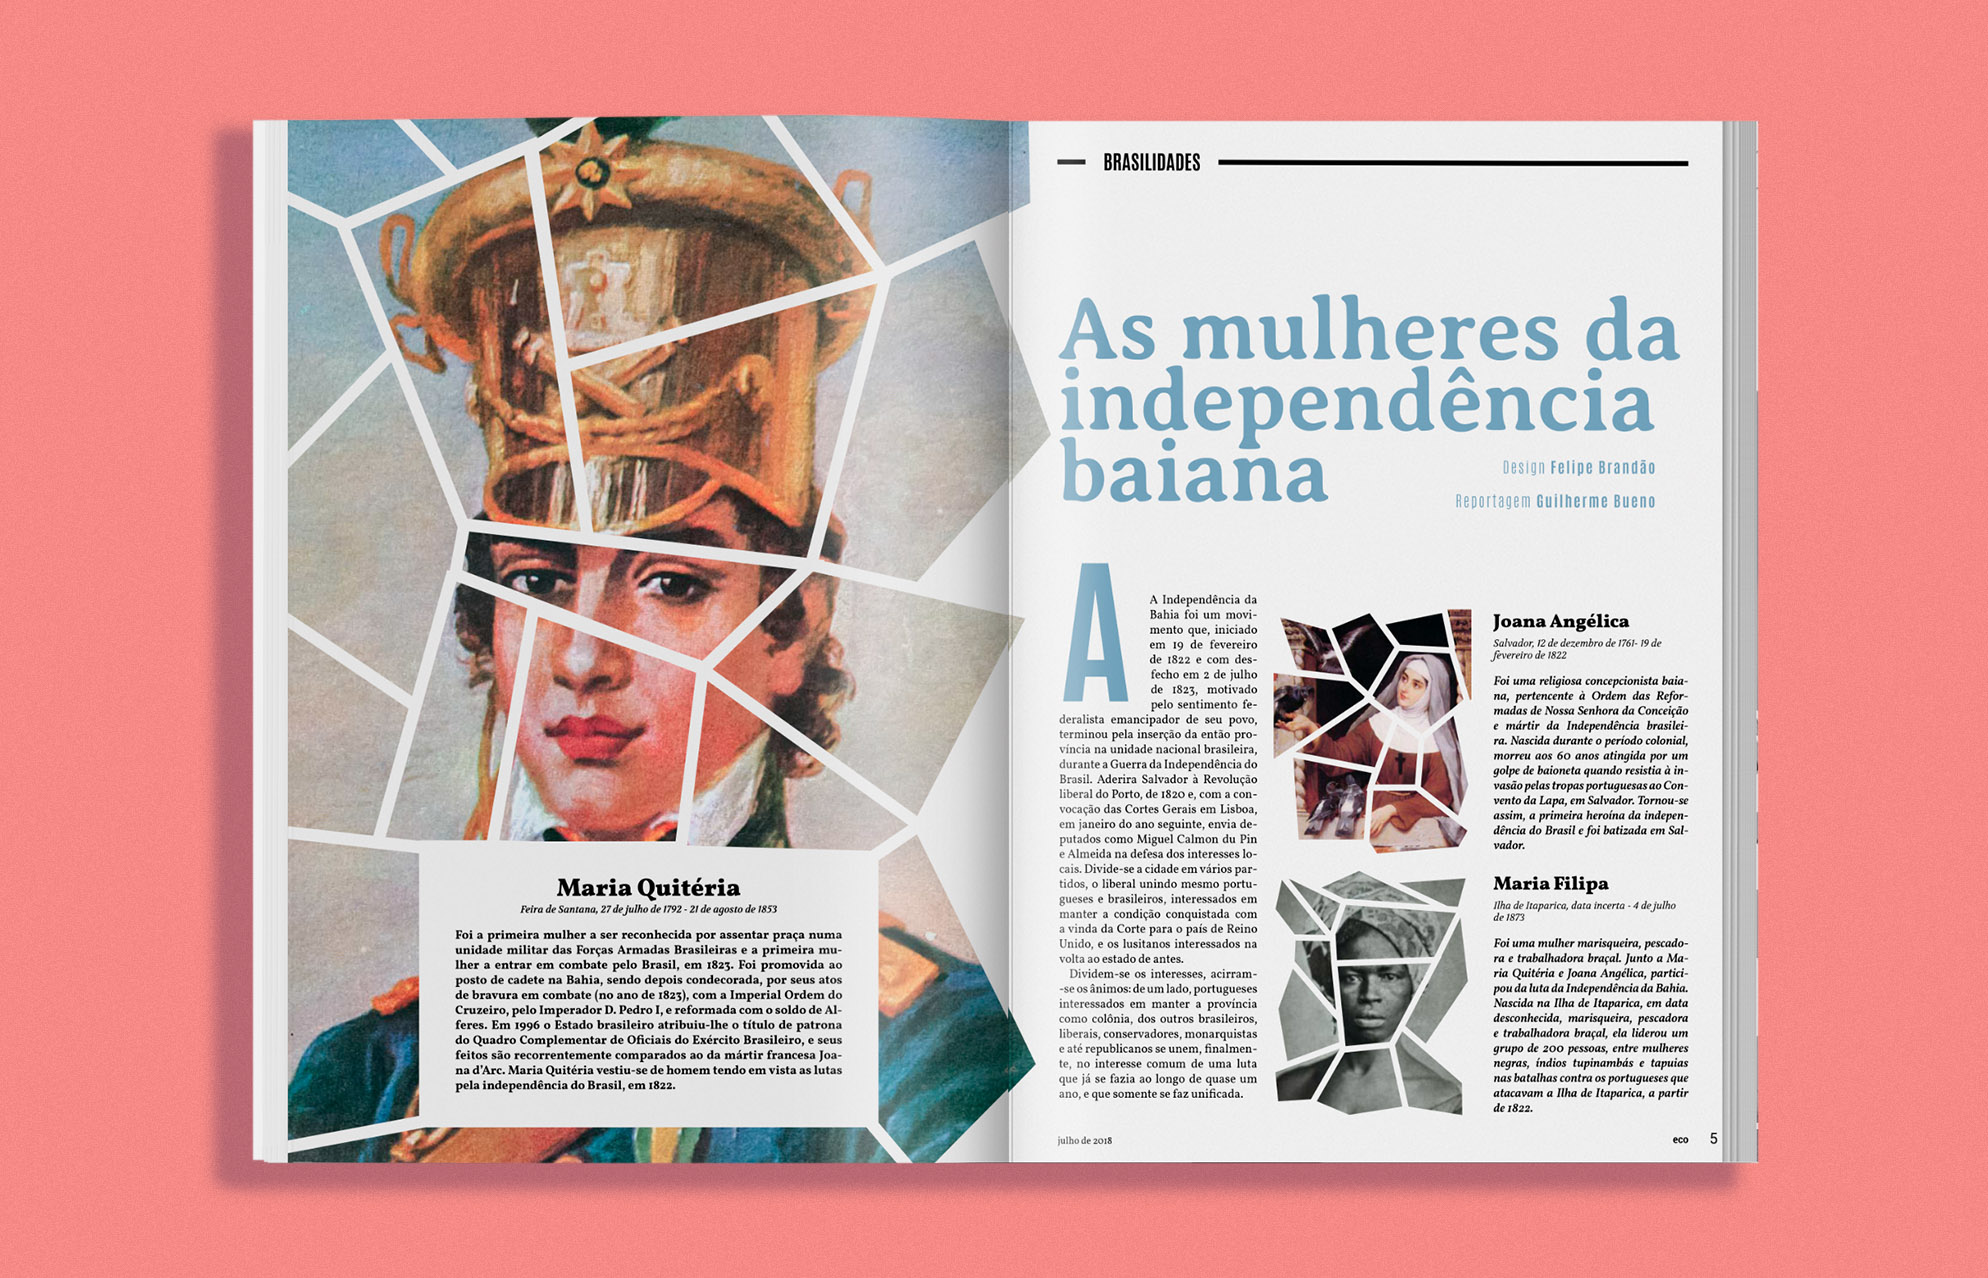 Maria Quitéria
Feira de Santana, 27 de julho de 1792 - 21 de agosto de 1853
Foi a primeira mulher a ser reconhecida por assentar praça numa
unidade militar das Forças Armadas Brasileiras e a primeira mu-
lher a entrar em combate pelo Brasil, em 1823. Foi promovida ao
posto de cadete na Bahia, sendo depois condecorada, por seus atos
de bravura em combate (no ano de 1823), com a Imperial Ordem do
Cruzeiro, pelo Imperador D. Pedro I, e reformada com o soldo de Al-
feres. Em 1996 o Estado brasileiro atribuiu-lhe o título de patrona
do Quadro Complementar de Oficiais do Exército Brasileiro, e seus
feitos são recorrentemente comparados ao da mártir francesa Joa-
na d'Arc. Maria Quitéria vestiu-se de homem tendo em vista as lutas
pela independência do Brasil, em 1822.
BRASILIDADES
As mulheres da
independência
baiana
Design Felipe Brandão
Reportagem Guilherme Bueno
A
A Independência da
Bahia foi um movi-
mento que, iniciado
em 19 de fevereiro
de 1822 e com des-
fecho em 2 de julho
de 1823, motivado
pelo sentimento fe-
deralista emancipador de seu povo,
terminou pela inserção da então pro-
víncia na unidade nacional brasileira,
durante a Guerra da Independência do
Brasil. Aderira Salvador à Revolução
liberal do Porto, de 1820 e, com a con-
vocação das Cortes Gerais em Lisboa,
em janeiro do ano seguinte, envia de-
putados como Miguel Calmon du Pin
e Almeida na defesa dos interesses lo-
cais. Divide-se a cidade em vários par-
tidos, o liberal unindo mesmo portu-
gueses e brasileiros, interessados em
manter a condição conquistada com
a vinda da Corte para o país de Reino
Unido, e os lusitanos interessados na
volta ao estado de antes.
Dividem-se os interesses, acirram-
-se os ânimos: de um lado, portugueses
interessados em manter a província
como colônia, dos outros brasileiros,
liberais, conservadores, monarquistas
e até republicanos se unem, finalmen-
te, no interesse comum de uma luta
que já se fazia ao longo de quase um
ano, e que somente se faz unificada.
Joana Angélica
Salvador, 12 de dezembro de 1761- 19 de
fevereiro de 1822
Foi uma religiosa concepcionista baia-
na, pertencente à Ordem das Refor-
madas de Nossa Senhora da Conceição
e mártir da Independência brasilei-
ra. Nascida durante o período colonial,
morreu aos 60 anos atingida por um
golpe de baioneta quando resistia à in-
vasão pelas tropas portuguesas ao Con-
vento da Lapa, em Salvador. Tornou-se
assim, a primeira heroína da indepen-
dência do Brasil e foi batizada em Sal-
vador.
Maria Filipa
Ilha de Itaparica, data incerta - 4 de julho
de 1873
Foi uma mulher marisqueira, pescado-
ra e trabalhadora braçal. Junto a Ma-
ria Quitéria e Joana Angélica, partici-
pou da luta da Independência da Bahia.
Nascida na Ilha de Itaparica, em data
desconhecida, marisqueira, pescadora
e trabalhadora braçal, ela liderou um
grupo de 200 pessoas, entre mulheres
negras, índios tupinambás e tapuias
nas batalhas contra os portugueses que
atacavam a Ilha de Itaparica, a partir
de 1822.
julho de 2018
eco 5